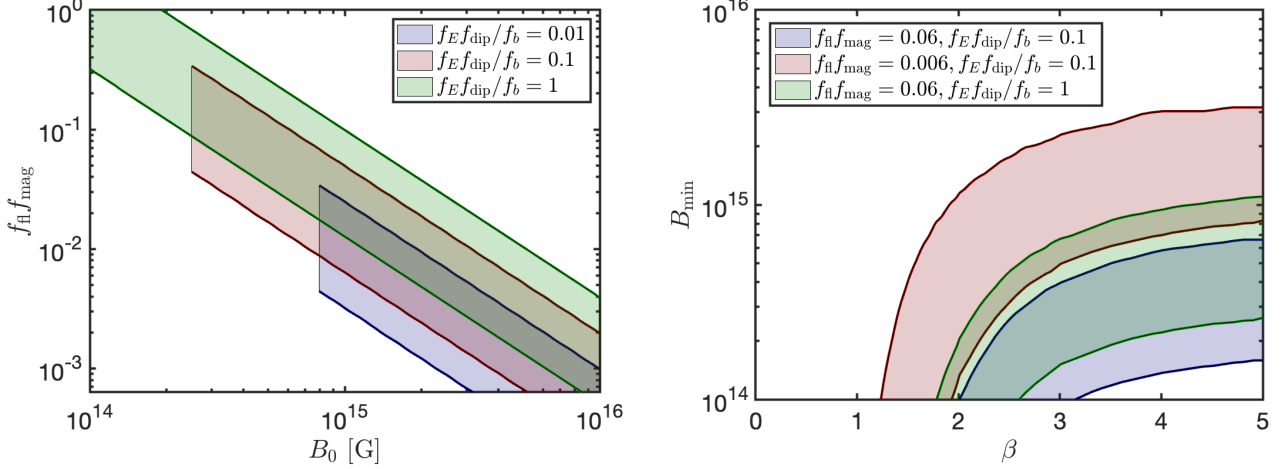 10^0
10^-1
10^-2
10^-3
f_fl f_mag
10^14
10^15
10^16
B_0 [G]
f_E f_dip/f_b = 0.01
f_E f_dip/f_b = 0.1
f_E f_dip/f_b = 1
10^16
10^15
10^14
B_min
0
1
2
3
4
5
β
f_fl f_mag = 0.06, f_E f_dip/f_b = 0.1
f_fl f_mag = 0.006, f_E f_dip/f_b = 0.1
f_fl f_mag = 0.06, f_E f_dip/f_b = 1